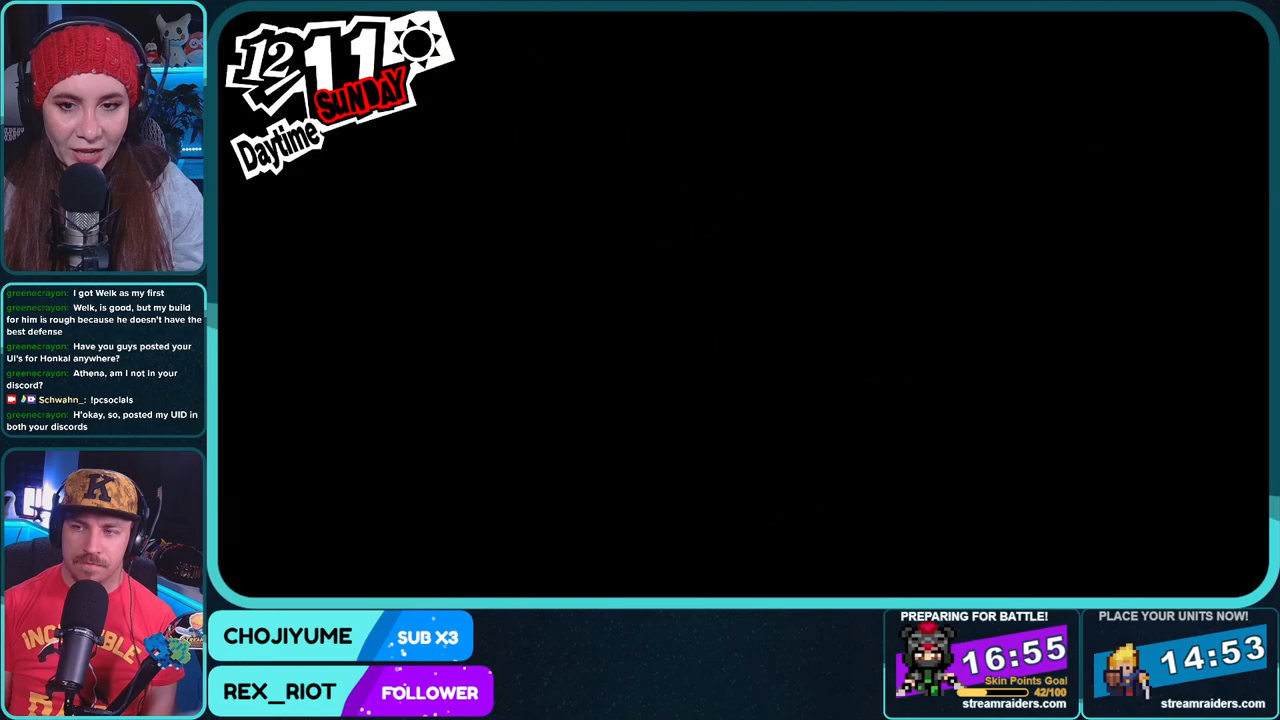 12/11
SUNDAY
Daytime
greenecrayon: I got Welk as my first
greenecrayon: Welk, is good, but my build
for him is rough because he doesn't have the
best defense
greenecrayon: Have you guys posted your
UI's for Honkai anywhere?
greenecrayon: Athena, am I not in your
discord?
Schwahn_: !pcsocials
greenecrayon: H'okay, so, posted my UID in
both your discords
K
INCREDIBLE
CHOJIYUME
SUB X3
REX_RIOT
FOLLOWER
PREPARING FOR BATTLE!
16:55
Skin Points Goal
42/100
streamraiders.com
PLACE YOUR UNITS NOW!
14:53
streamraiders.com